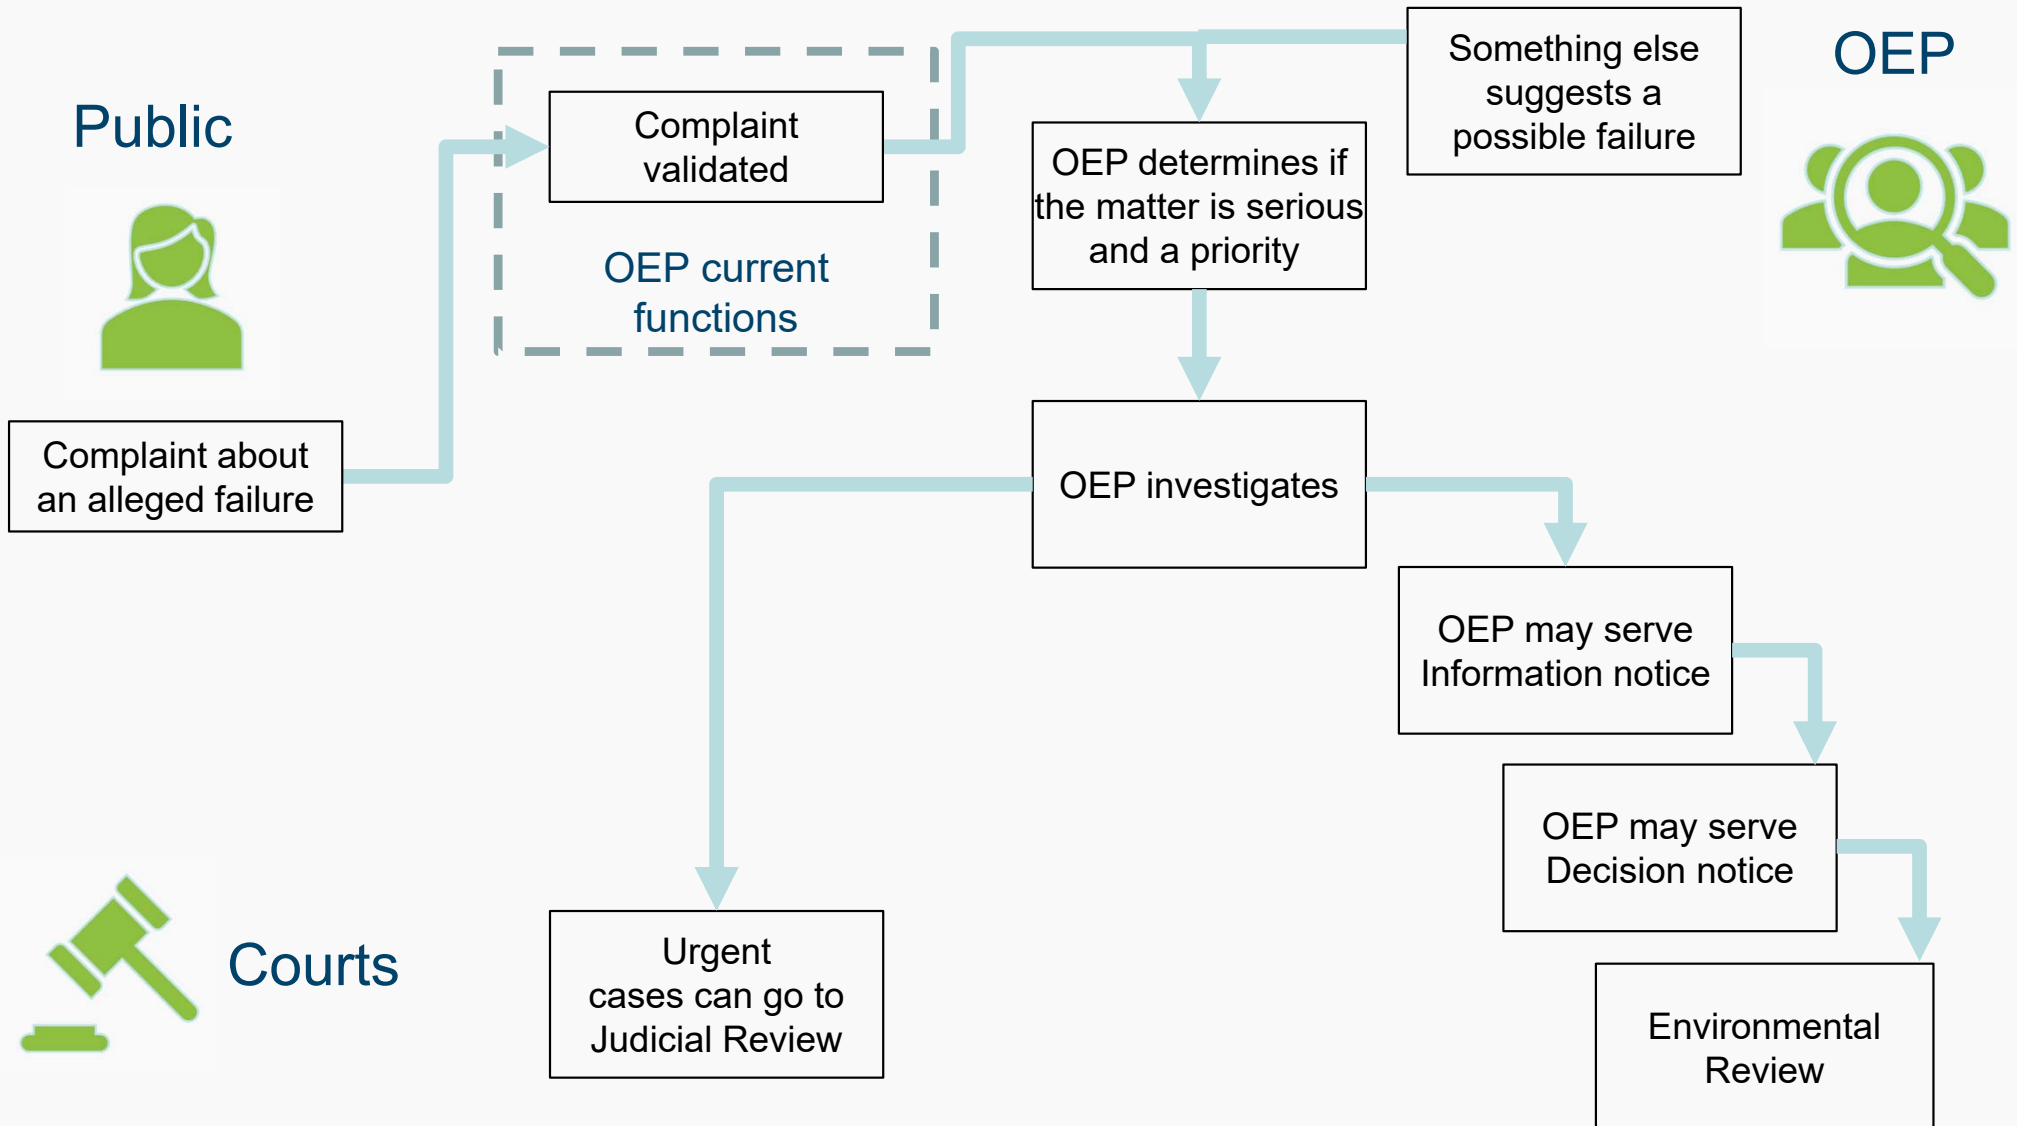 Public
Complaint about
an alleged failure
Complaint
validated
OEP current
functions
Something else
suggests a
possible failure
OEP
OEP determines if
the matter is serious
and a priority
OEP investigates
OEP may serve
Information notice
OEP may serve
Decision notice
Environmental
Review
Courts
Urgent
cases can go to
Judicial Review